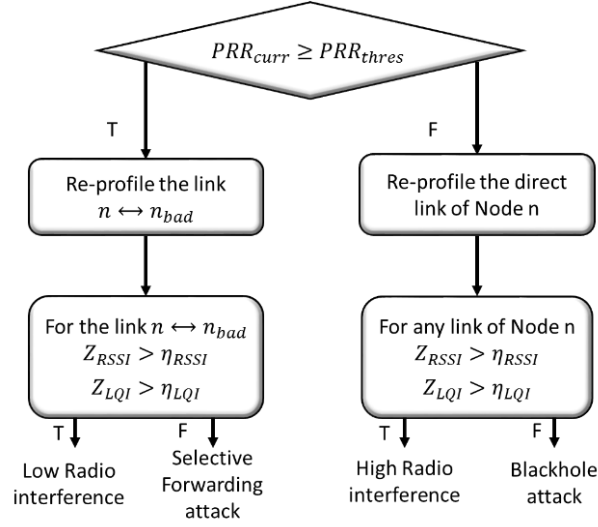 PRR_curr ≥ PRR_thres
T
F
Re-profile the link
n ↔ n_bad
Re-profile the direct
link of Node n
For the link n ↔ n_bad
Z_RSSI > η_RSSI
Z_LQI > η_LQI
For any link of Node n
Z_RSSI > η_RSSI
Z_LQI > η_LQI
T
F
T
F
Low Radio
interference
Selective
Forwarding
attack
High Radio
interference
Blackhole
attack